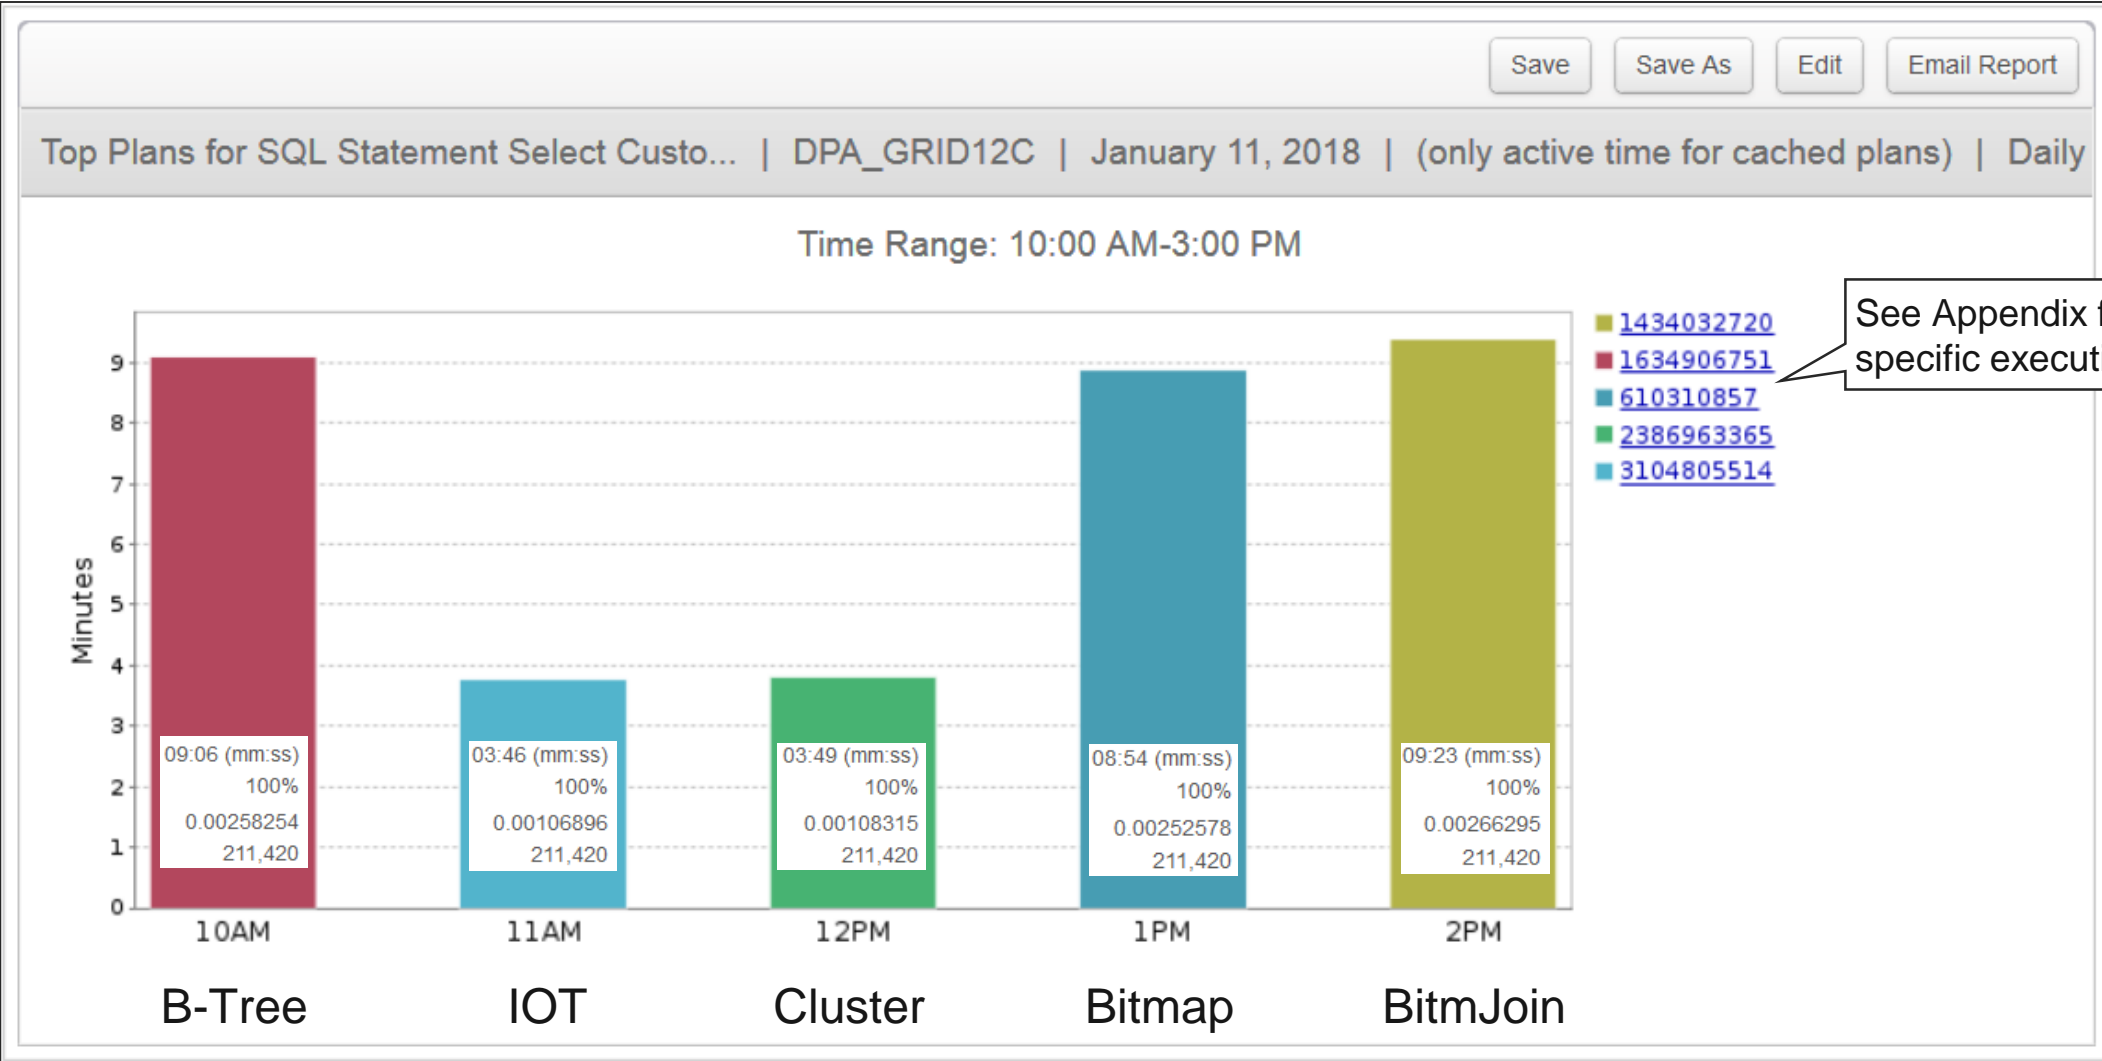 Save Save As Edit Email Report
Top Plans for SQL Statement Select Custo... | DPA_GRID12C | January 11, 2018 | (only active time for cached plans) | Daily
Time Range: 10:00 AM-3:00 PM
1434032720
1634906751
610310857
2386963365
3104805514
See Appendix
specific
Minutes
9
8
7
6
5
4
3
2
1
0
09:06 (mm:ss)
100%
0.00258254
211,420
03:46 (mm:ss)
100%
0.00106896
211,420
03:49 (mm:ss)
100%
0.00108315
211,420
08:54 (mm:ss)
100%
0.00252578
211,420
09:23 (mm:ss)
100%
0.00266295
211,420
10AM 11AM 12PM 1PM 2PM
B-Tree IOT Cluster Bitmap BitmJoin